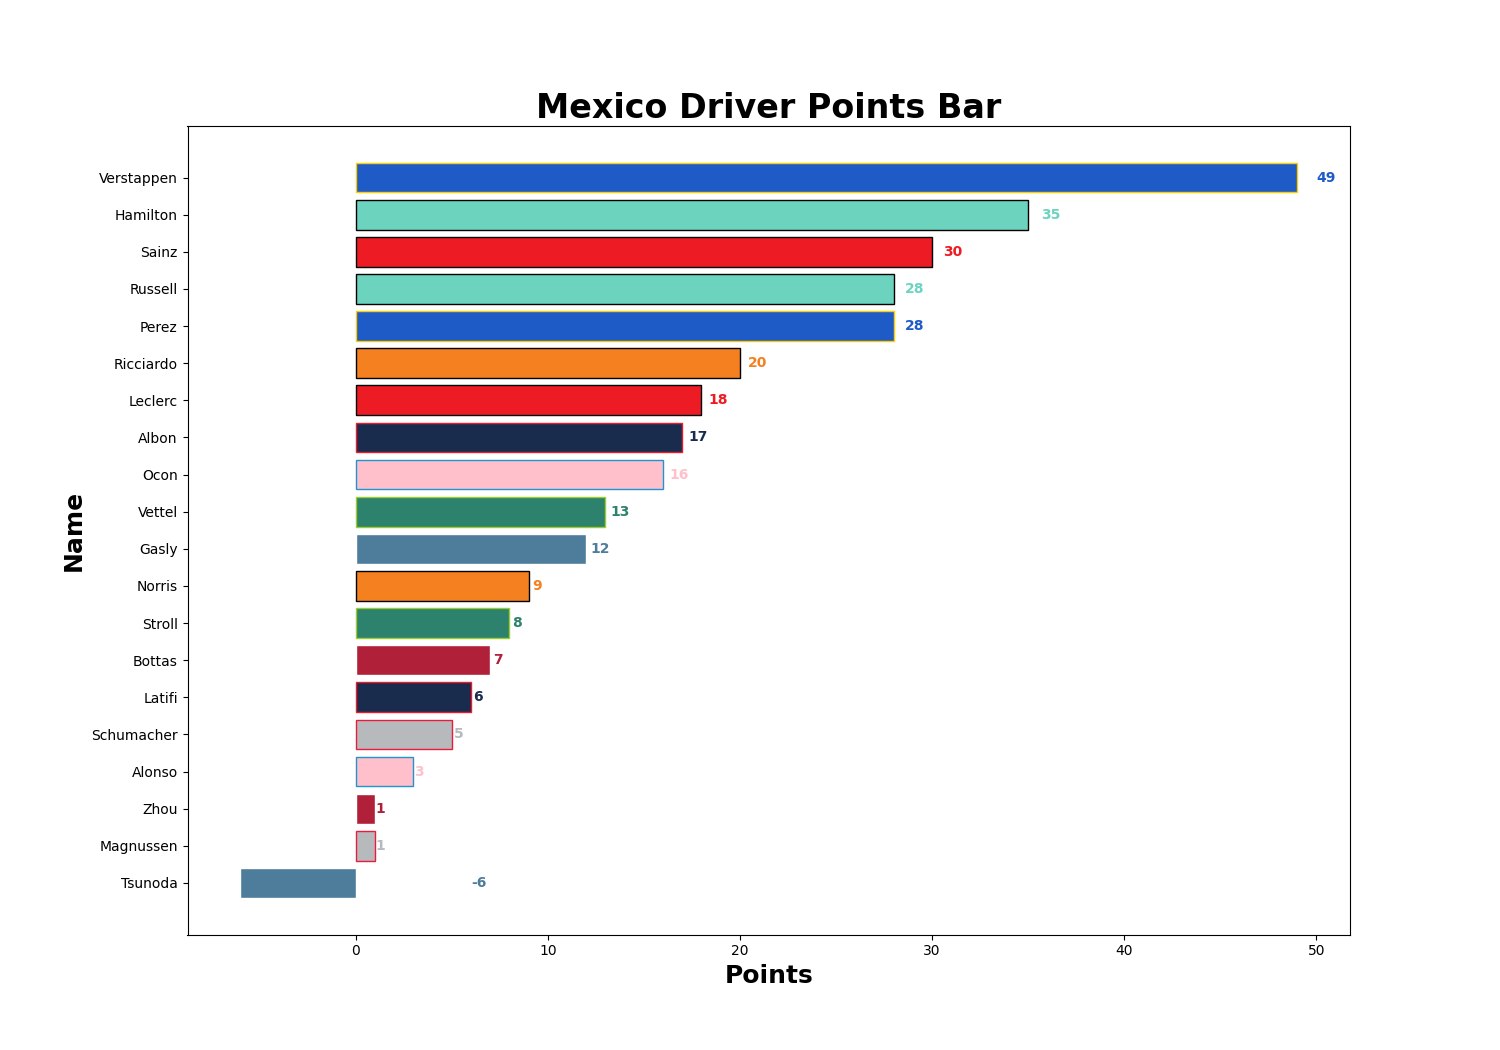 Mexico Driver Points Bar
Verstappen 49
Hamilton 35
Sainz 30
Russell 28
Perez 28
Ricciardo 20
Leclerc 18
Albon 17
Ocon 16
Vettel 13
Gasly 12
Norris 9
Stroll 8
Bottas 7
Latifi 6
Schumacher 5
Alonso 3
Zhou 1
Magnussen 1
Tsunoda -6
Name
0 10 20 30 40 50
Points